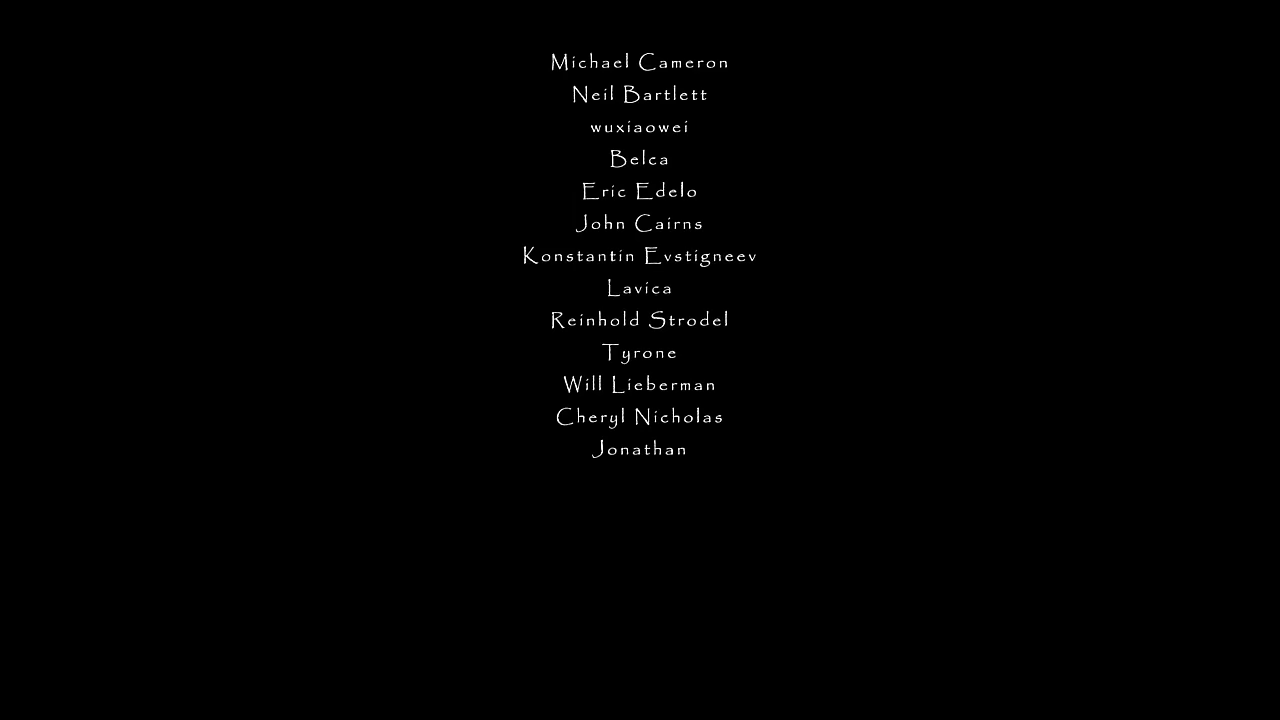 Michael Cameron
Neil Bartlett
wuxiaowei
Belca
Eric Edelo
John Cairns
Konstantin Evstigneev
Lavica
Reinhold Strodel
Tyrone
Will Lieberman
Cheryl Nicholas
Jonathan